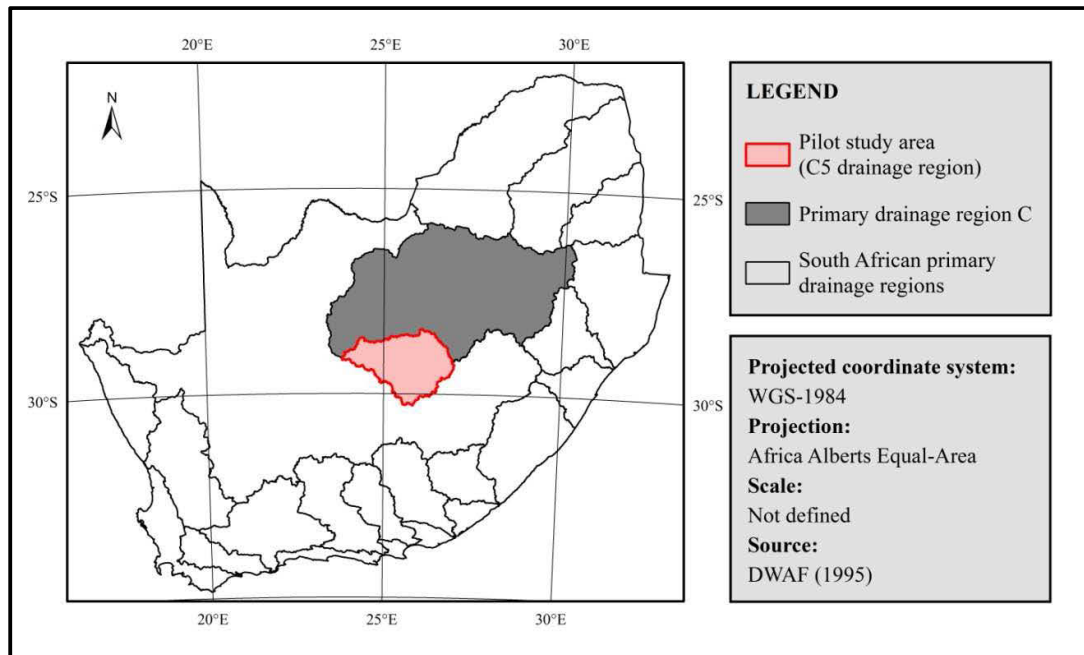 20°E
25°E
30°E
N
25°S
25°S
30°S
30°S
20°E
25°E
30°E
LEGEND
Pilot study area
(C5 drainage region)
Primary drainage region C
South African primary
drainage regions
Projected coordinate system:
WGS-1984
Projection:
Africa Alberts Equal-Area
Scale:
Not defined
Source:
DWAF (1995)